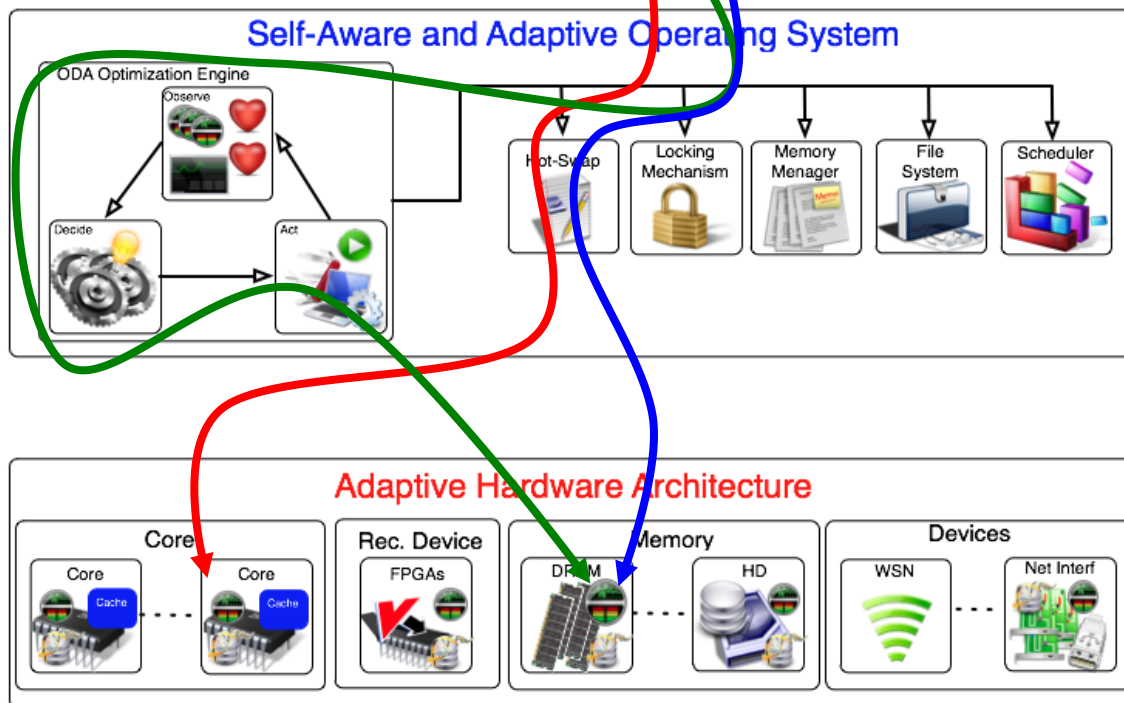 Self-Aware and Adaptive Operating System
ODA Optimization Engine
Observe
Decide
Act
Hot-Swap
Locking
Mechanism
Memory
Menager
Memo
File
System
Scheduler
Adaptive Hardware Architecture
Core
Core
Cache
Core
Cache
Rec. Device
FPGAs
Memory
DRAM
HD
Devices
WSN
Net Interf